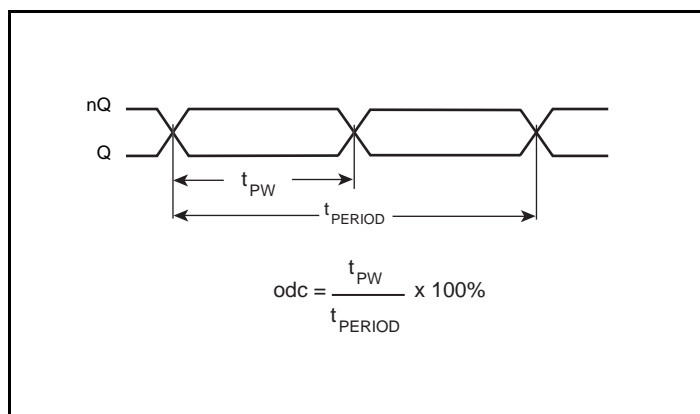 nQ
Q
tPW
tPERIOD
odc = tPW / tPERIOD x 100%